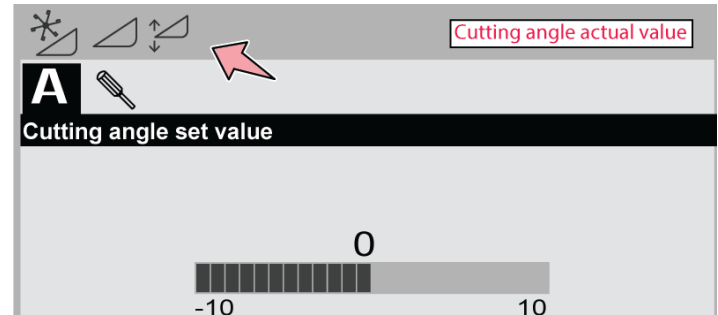 Cutting angle actual value
A
Cutting angle set value
0
-10 10